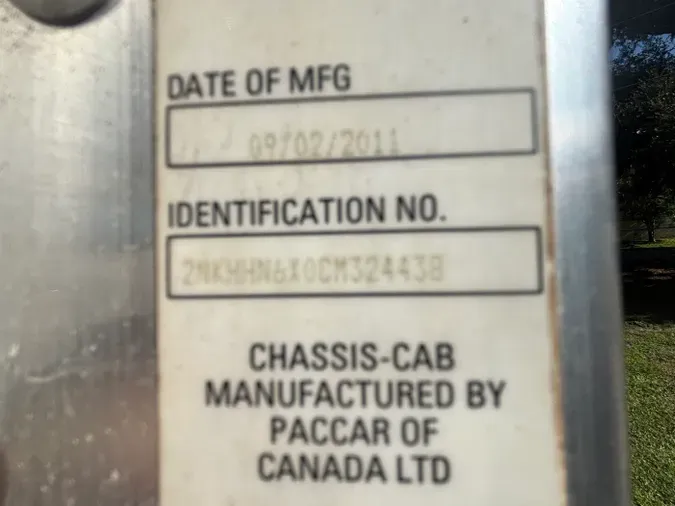 DATE OF MFG
09/02/2011
IDENTIFICATION NO.
2NKHHN6X0CM324438
CHASSIS-CAB
MANUFACTURED BY
PACCAR OF
CANADA LTD